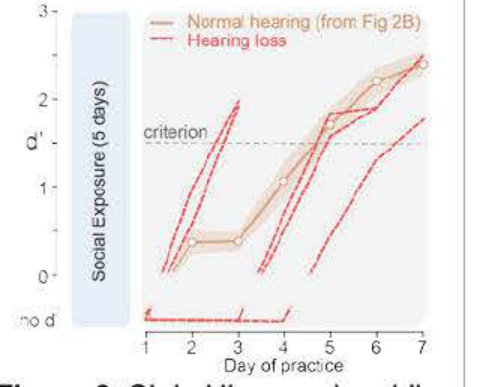 Normal hearing (from Fig 2B)
Hearing loss
Social Exposure (5 days)
3
2
d'
criterion
1
0
no d'
1 2 3 4 5 6 7
Day of practice